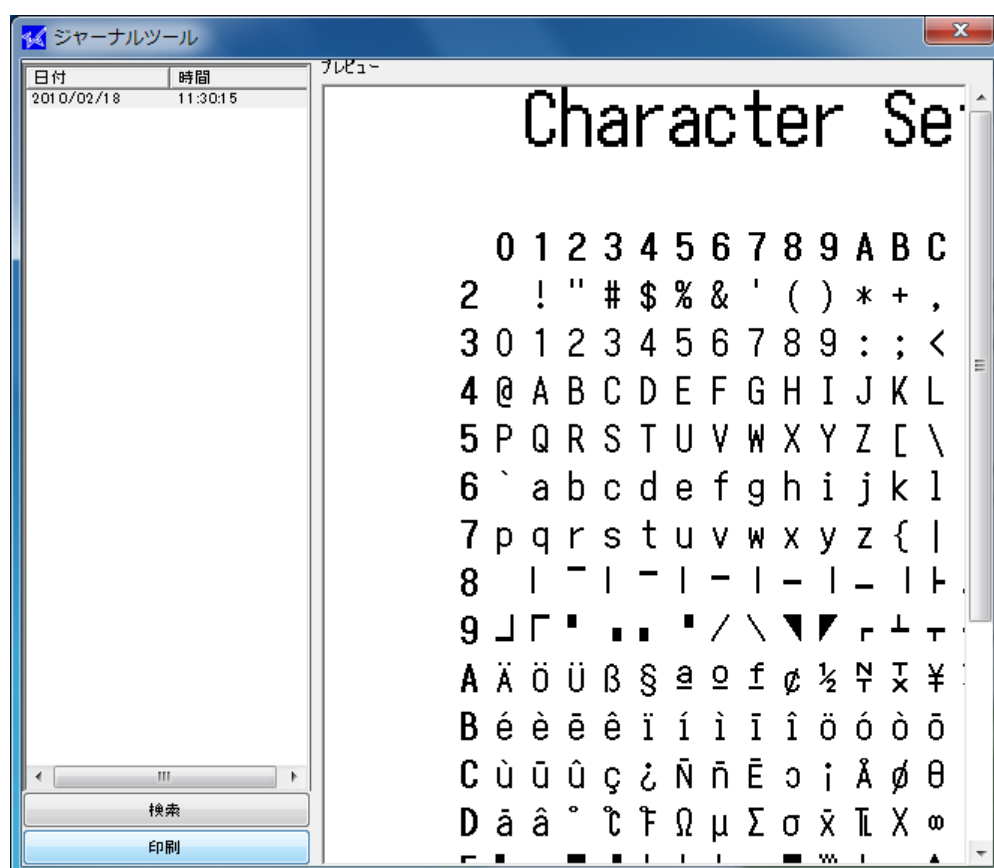 ジャーナルツール
日付 時間
2010/02/18 11:30:15
検索
印刷
プレビュー
Character Se
0 1 2 3 4 5 6 7 8 9 A B C
2 ! " # $ % & ' ( ) * + ,
3 0 1 2 3 4 5 6 7 8 9 : ; <
4 @ A B C D E F G H I J K L
5 P Q R S T U V W X Y Z [ \
6 ` a b c d e f g h i j k l
7 p q r s t u v w x y z { |
8
9
A Ä Ö Ü ß § a o f ¢ ½ ¥
B é è ē ê ï í ì ī î ö ó ò ō
C ù ū û ç ¿ Ñ ñ Ē ɔ ¡ Å ø θ
D ā â ° ℃ Ω µ Σ σ x̄ X ∞